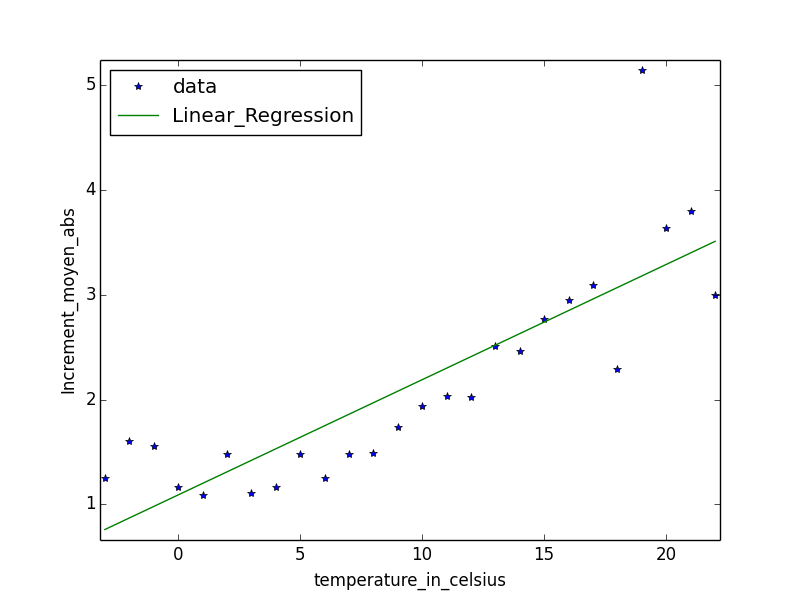 data
Linear_Regression
5
4
3
2
1
Increment_moyen_abs
0 5 10 15 20
temperature_in_celsius